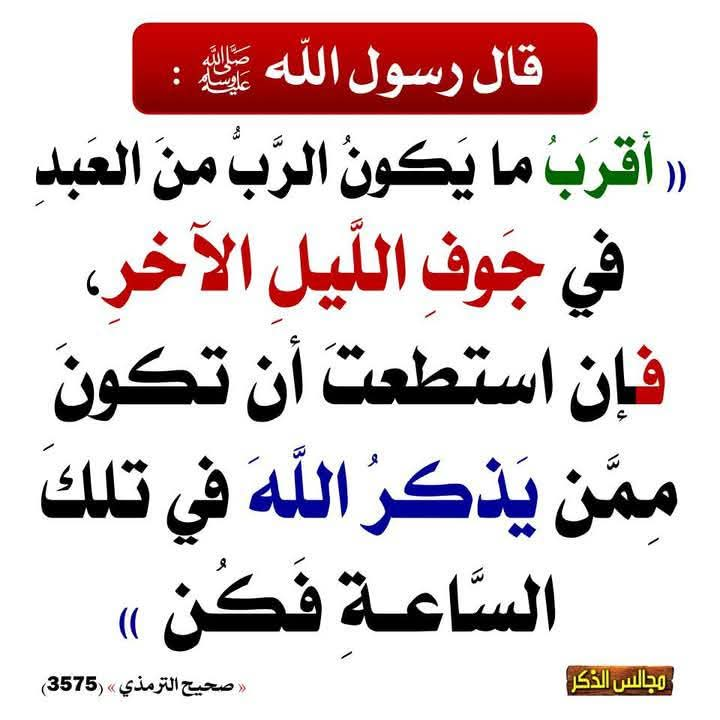 قال رسول الله ﷺ :
(( أقرَبُ ما يَكونُ الرَّبُّ منَ العَبدِ
في جَوفِ اللَّيلِ الآخرِ،
فإن استطعتَ أن تكونَ
مِمَّن يَذكرُ اللَّهَ في تلكَ
السَّاعةِ فَكُن ))
« صحيح الترمذي » (3575)
مجالس الذكر